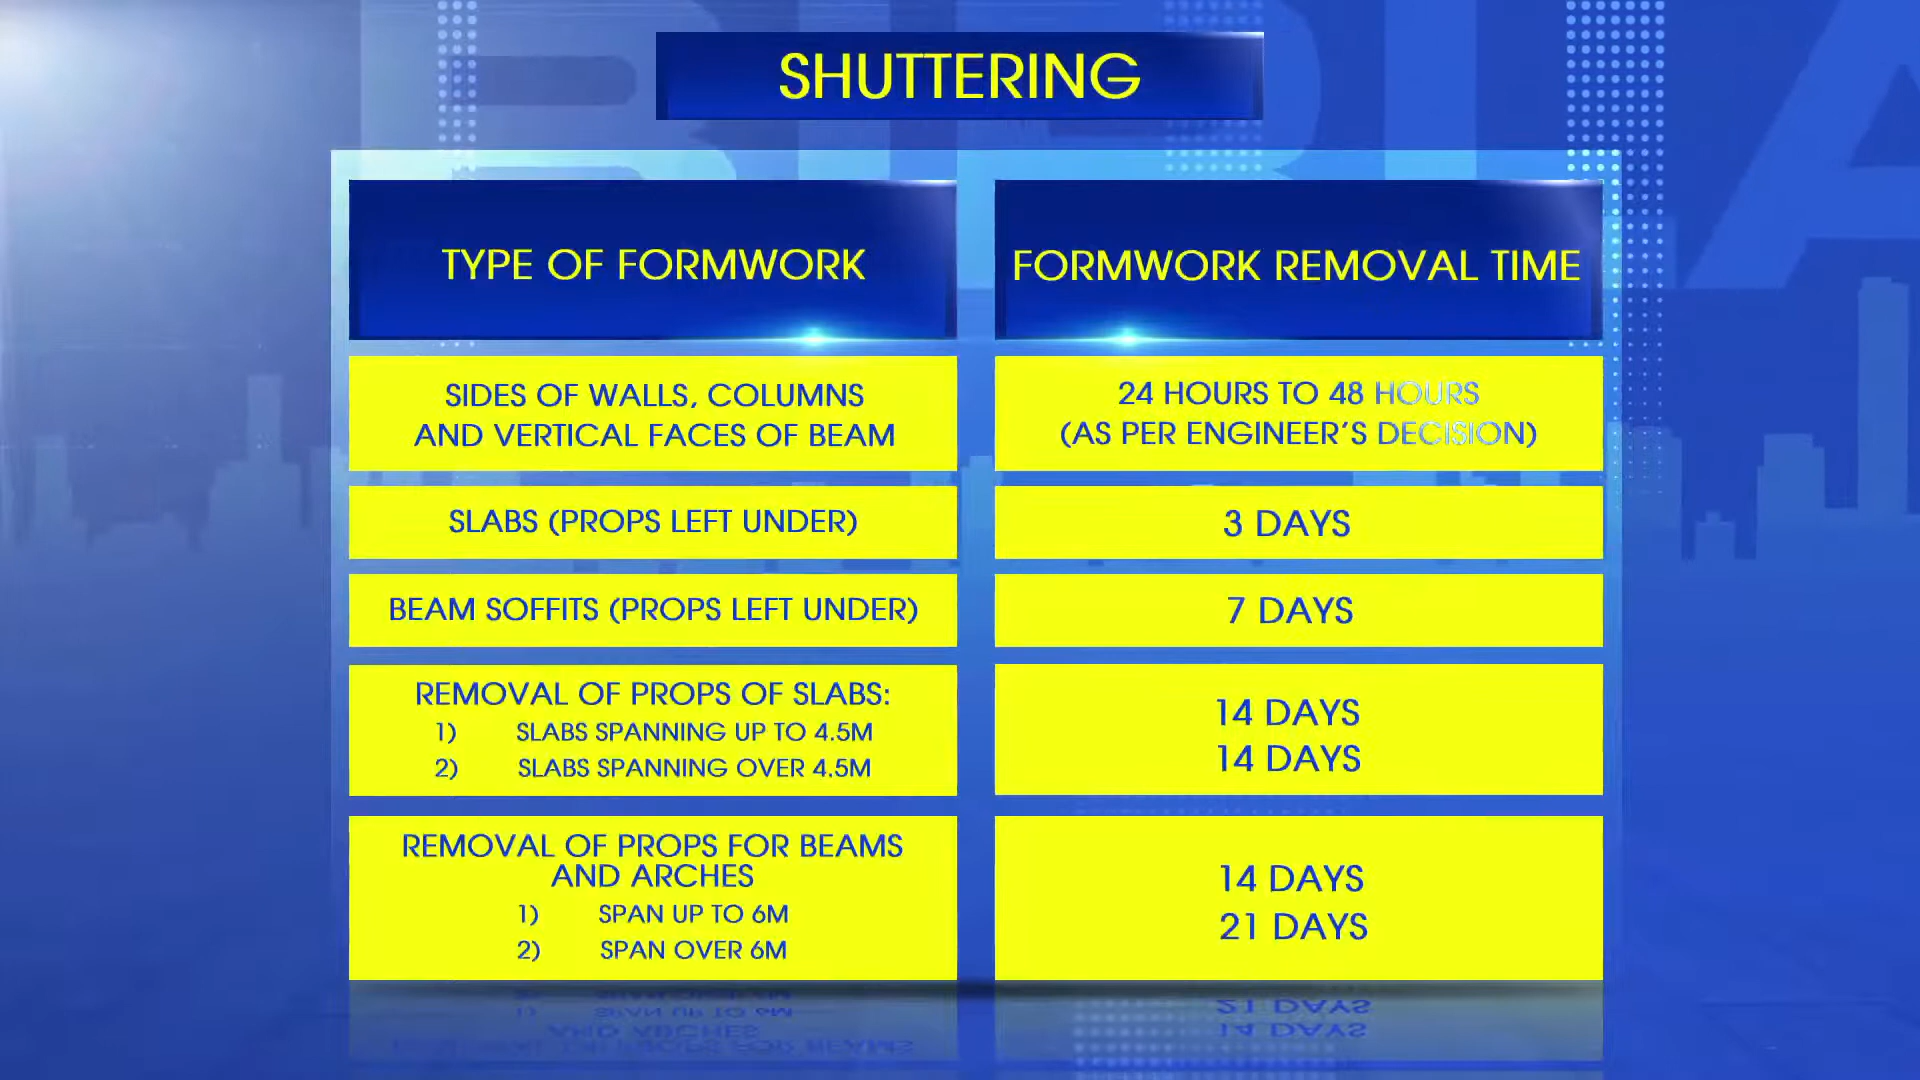 SHUTTERING
TYPE OF FORMWORK
FORMWORK REMOVAL TIME
SIDES OF WALLS, COLUMNS
AND VERTICAL FACES OF BEAM
24 HOURS TO 48 HOURS
(AS PER ENGINEER'S DECISION)
SLABS (PROPS LEFT UNDER)
3 DAYS
BEAM SOFFITS (PROPS LEFT UNDER)
7 DAYS
REMOVAL OF PROPS OF SLABS:
1) SLABS SPANNING UP TO 4.5M
2) SLABS SPANNING OVER 4.5M
14 DAYS
14 DAYS
REMOVAL OF PROPS FOR BEAMS
AND ARCHES
1) SPAN UP TO 6M
2) SPAN OVER 6M
14 DAYS
21 DAYS